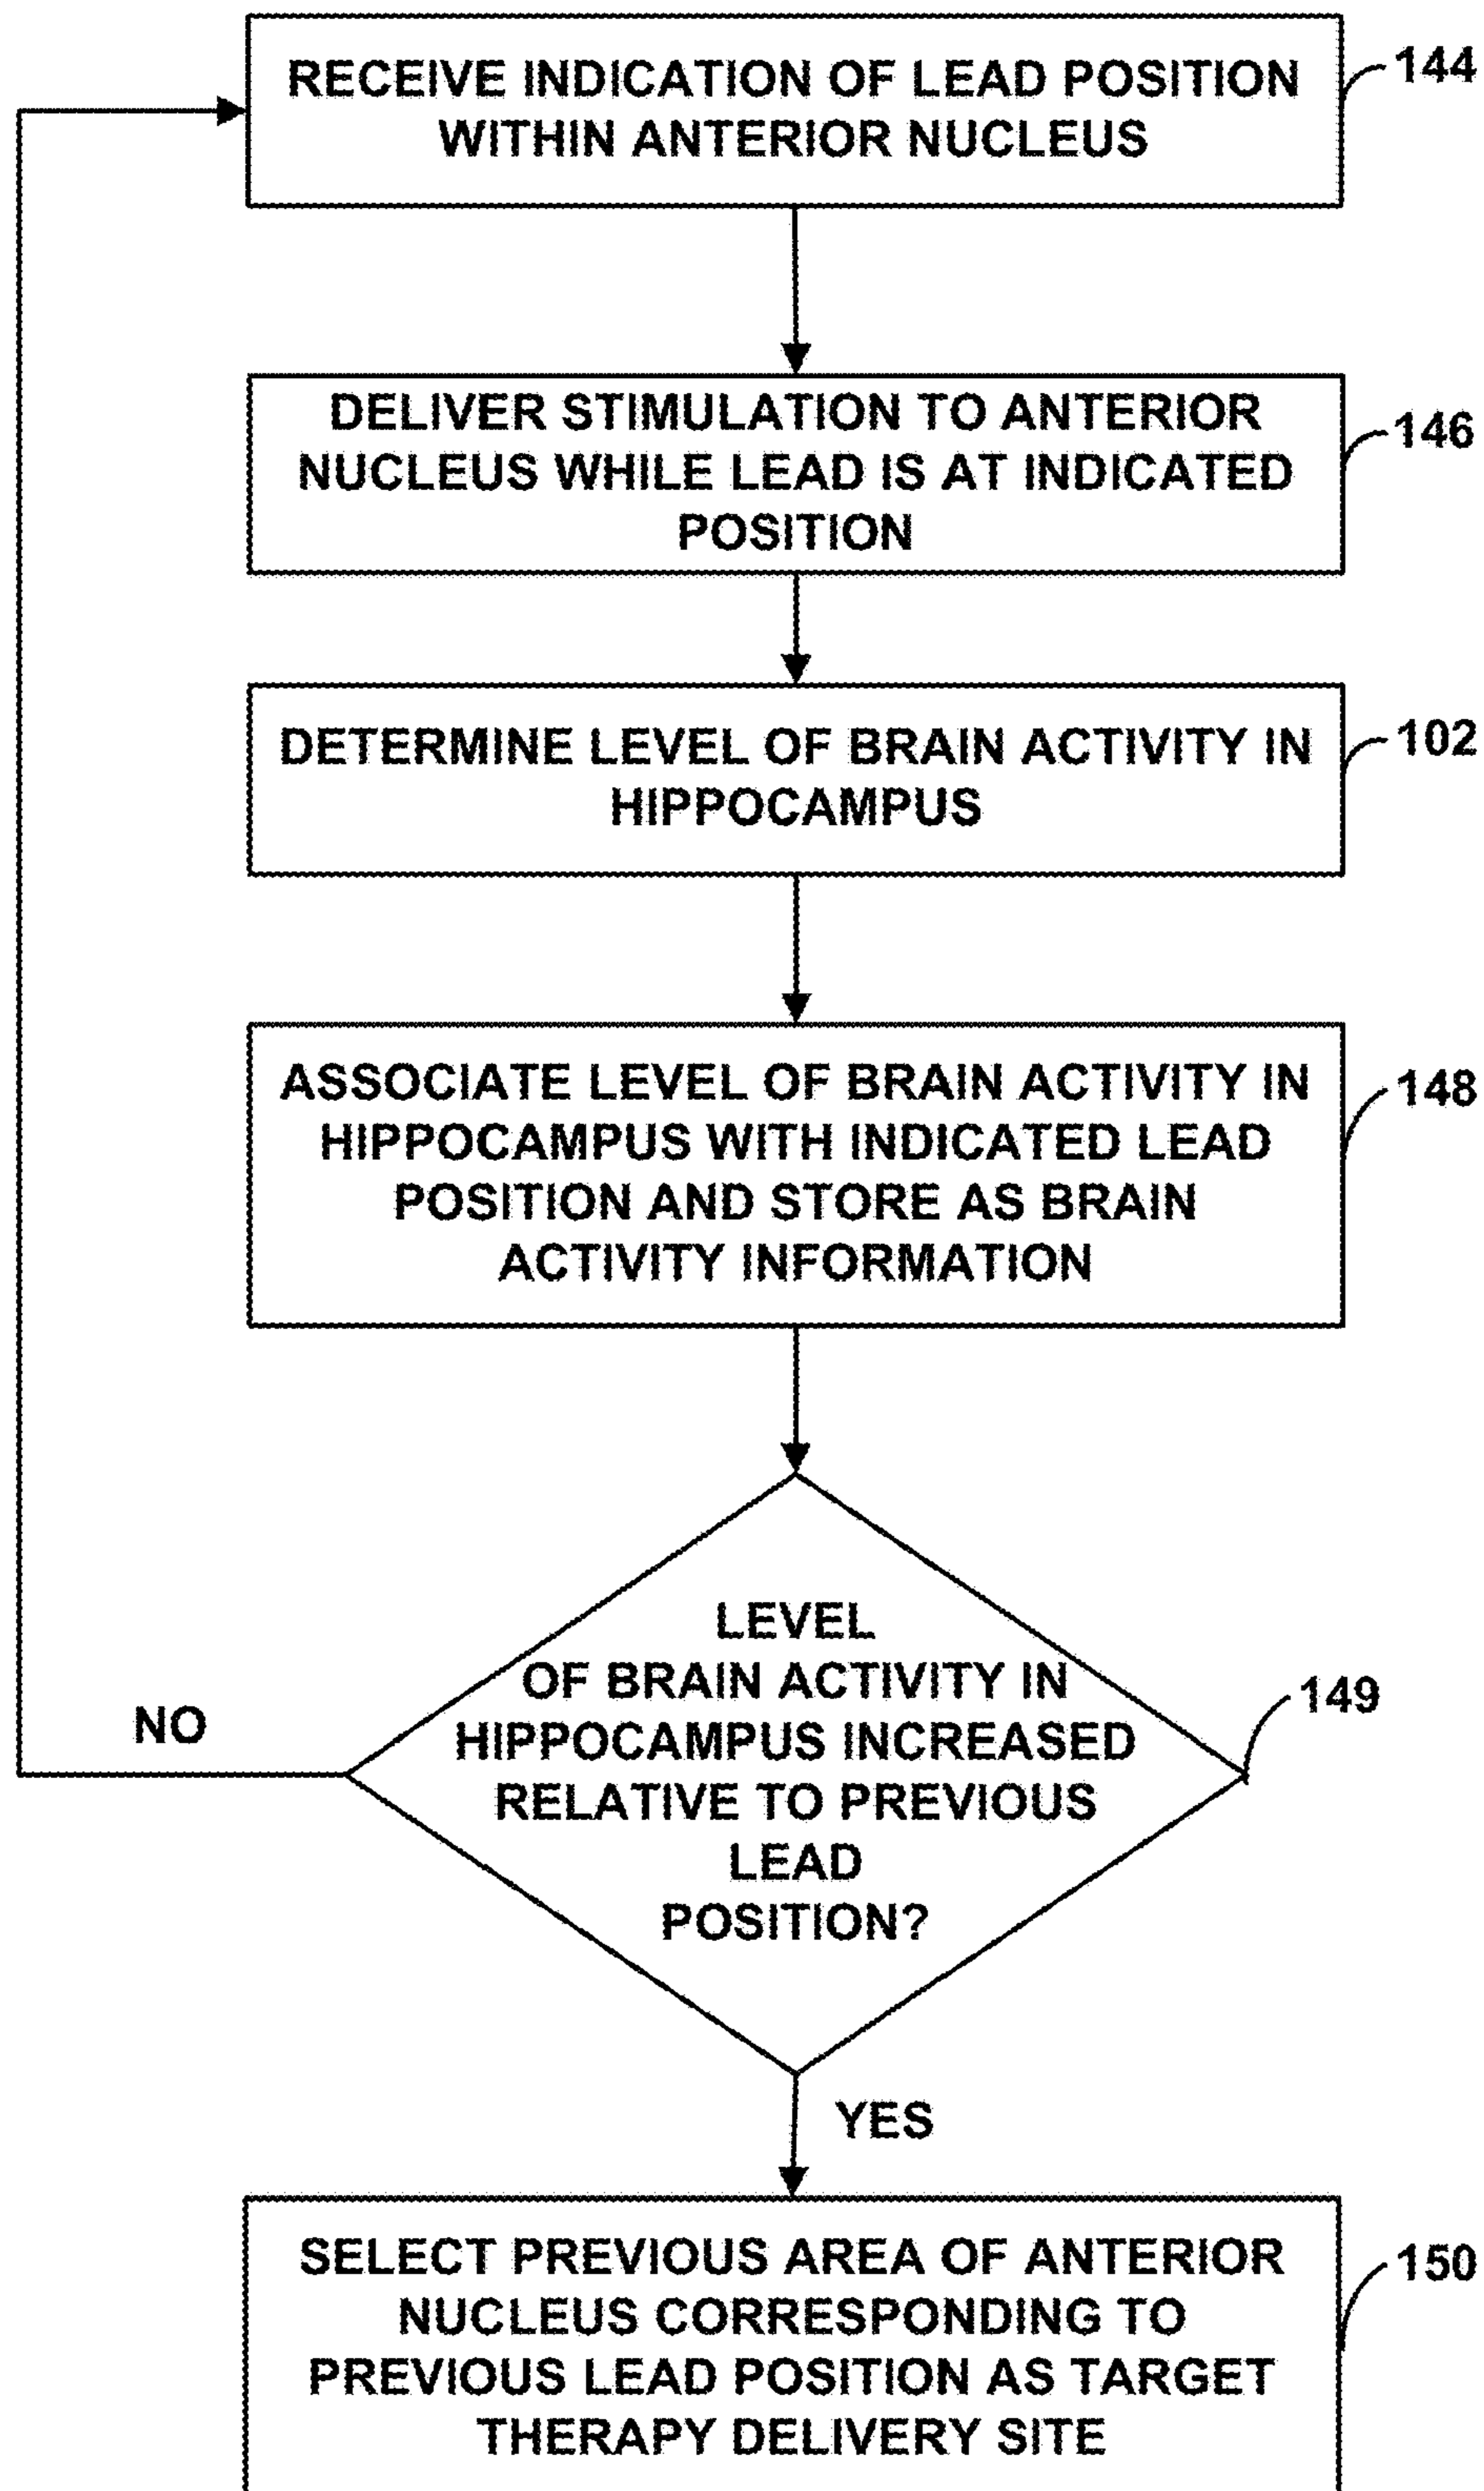 RECEIVE INDICATION OF LEAD POSITION
WITHIN ANTERIOR NUCLEUS
144
DELIVER STIMULATION TO ANTERIOR
NUCLEUS WHILE LEAD IS AT INDICATED
POSITION
146
DETERMINE LEVEL OF BRAIN ACTIVITY IN
HIPPOCAMPUS
102
ASSOCIATE LEVEL OF BRAIN ACTIVITY IN
HIPPOCAMPUS WITH INDICATED LEAD
POSITION AND STORE AS BRAIN
ACTIVITY INFORMATION
148
LEVEL
OF BRAIN ACTIVITY IN
HIPPOCAMPUS INCREASED
RELATIVE TO PREVIOUS
LEAD
POSITION?
149
NO
YES
SELECT PREVIOUS AREA OF ANTERIOR
NUCLEUS CORRESPONDING TO
PREVIOUS LEAD POSITION AS TARGET
THERAPY DELIVERY SITE
150